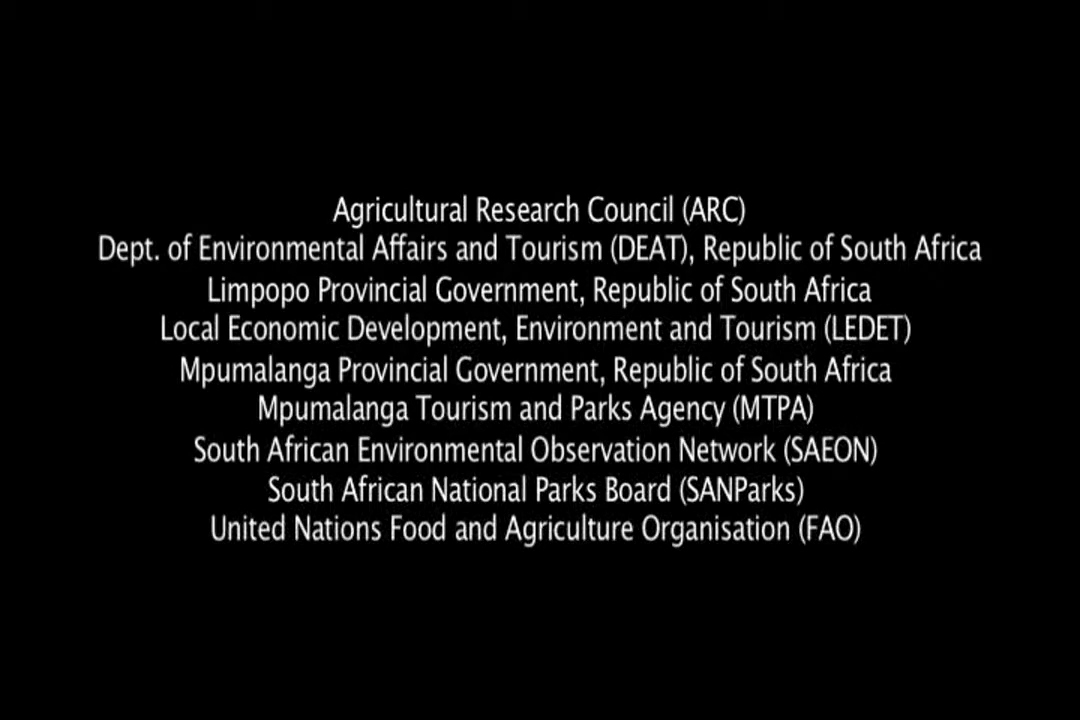 Agricultural Research Council (ARC)
Dept. of Environmental Affairs and Tourism (DEAT), Republic of South Africa
Limpopo Provincial Government, Republic of South Africa
Local Economic Development, Environment and Tourism (LEDET)
Mpumalanga Provincial Government, Republic of South Africa
Mpumalanga Tourism and Parks Agency (MTPA)
South African Environmental Observation Network (SAEON)
South African National Parks Board (SANParks)
United Nations Food and Agriculture Organisation (FAO)